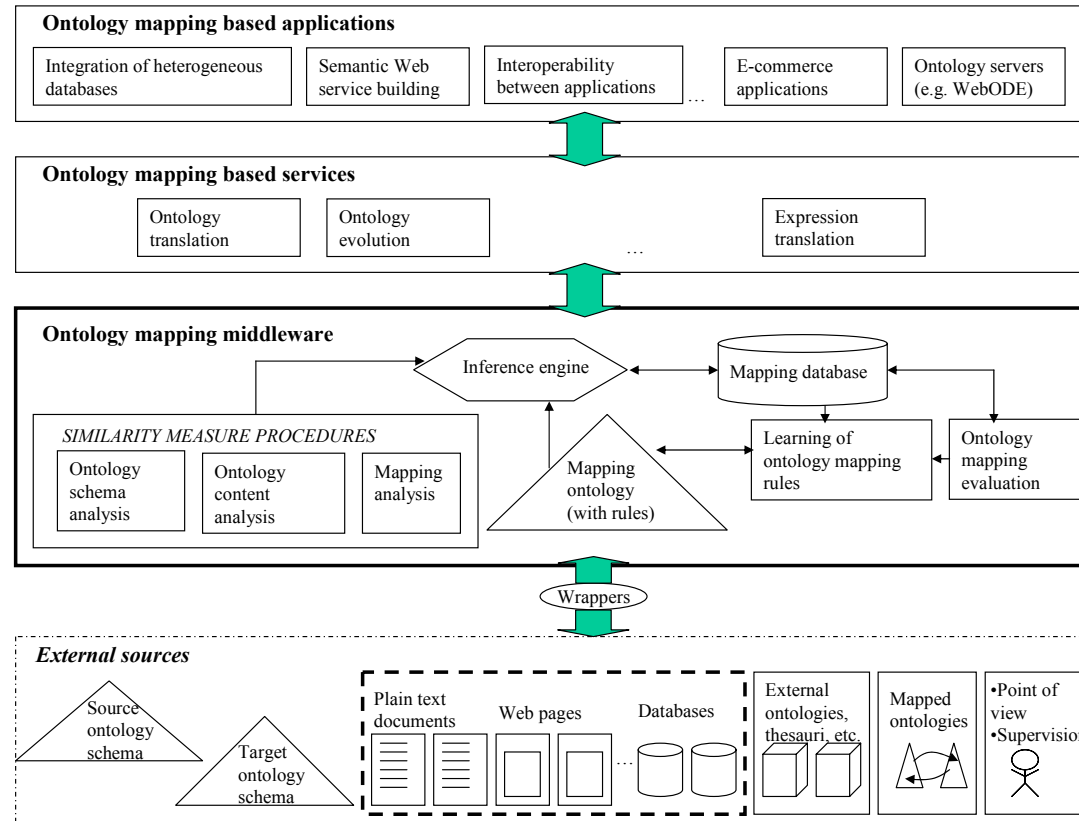 Ontology mapping based applications
Integration of heterogeneous
databases
Semantic Web
service building
Interoperability
between applications
…
E-commerce
applications
Ontology servers
(e.g. WebODE)
Ontology mapping based services
Ontology
translation
Ontology
evolution
…
Expression
translation
Ontology mapping middleware
Inference engine
Mapping database
SIMILARITY MEASURE PROCEDURES
Ontology
schema
analysis
Ontology
content
analysis
Mapping
analysis
Mapping
ontology
(with rules)
Learning of
ontology mapping
rules
Ontology
mapping
evaluation
Wrappers
External sources
Source
ontology
schema
Target
ontology
schema
Plain text
documents
Web pages
…
Databases
External
ontologies,
thesauri, etc.
Mapped
ontologies
•Point of
view
•Supervision